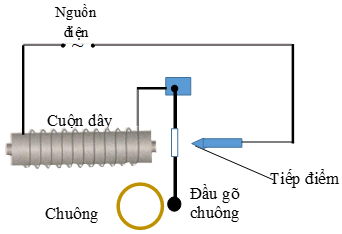 Nguồn
điện
~
Cuộn dây
Tiếp điểm
Đầu gõ
chuông
Chuông